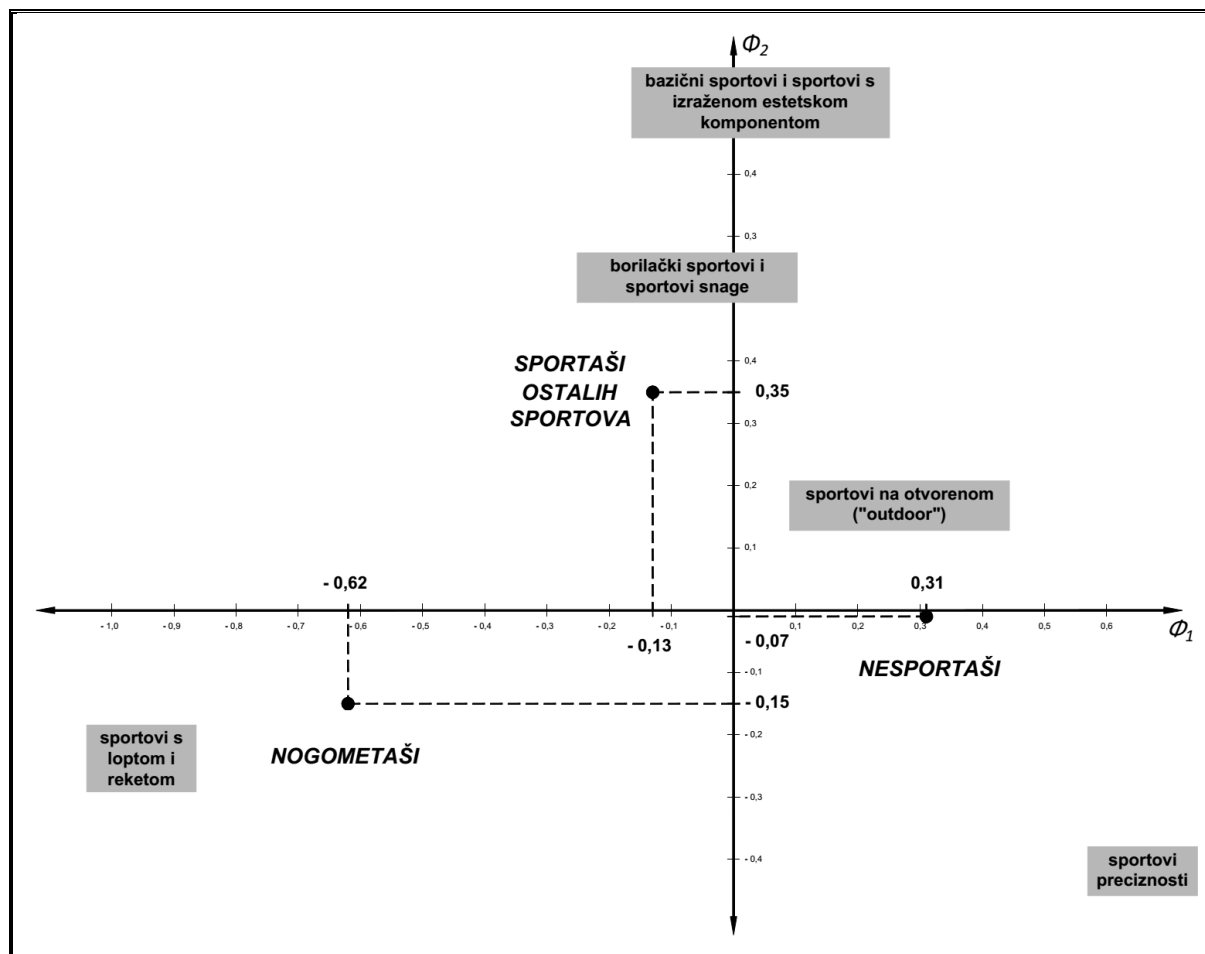 Φ2
bazični sportovi i sportovi s
izraženom estetskom
komponentom
0,4
0,3
borilački sportovi i
sportovi snage
SPORTAŠI
OSTALIH
SPORTOVA
0,4
0,35
0,3
0,2
sportovi na otvorenom
("outdoor")
0,1
- 0,62
0,31
- 1,0 - 0,9 - 0,8 - 0,7 - 0,6 - 0,5 - 0,4 - 0,3 - 0,2 - 0,1 0,1 0,2 0,3 0,4 0,5 0,6
Φ1
- 0,13
- 0,07
NESPORTAŠI
- 0,1
- 0,15
- 0,2
sportovi s
loptom i
reketom
NOGOMETAŠI
- 0,3
- 0,4
sportovi
preciznosti